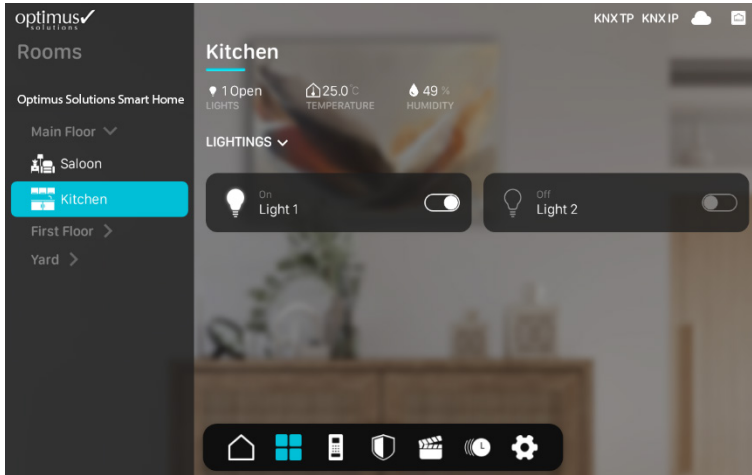 optimus
solutions
Rooms
Optimus Solutions Smart Home
Main Floor
Saloon
Kitchen
First Floor
Yard
KNX TP KNX IP
Kitchen
1 Open
LIGHTS
25.0 °C
TEMPERATURE
49 %
HUMIDITY
LIGHTINGS
On
Light 1
Off
Light 2